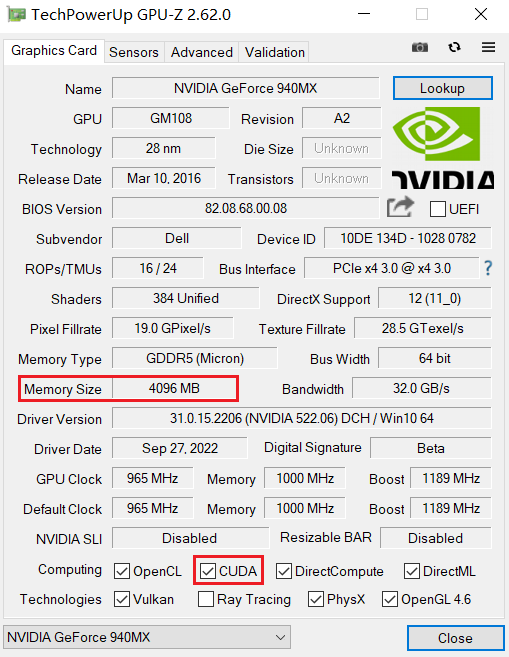 TechPowerUp GPU-Z 2.62.0
Graphics Card Sensors Advanced Validation
Name NVIDIA GeForce 940MX Lookup
GPU GM108 Revision A2
Technology 28 nm Die Size Unknown
Release Date Mar 10, 2016 Transistors Unknown
NVIDIA
BIOS Version 82.08.68.00.08 UEFI
Subvendor Dell Device ID 10DE 134D - 1028 0782
ROPs/TMUs 16 / 24 Bus Interface PCIe x4 3.0 @ x4 3.0 ?
Shaders 384 Unified DirectX Support 12 (11_0)
Pixel Fillrate 19.0 GPixel/s Texture Fillrate 28.5 GTexel/s
Memory Type GDDR5 (Micron) Bus Width 64 bit
Memory Size 4096 MB Bandwidth 32.0 GB/s
Driver Version 31.0.15.2206 (NVIDIA 522.06) DCH / Win10 64
Driver Date Sep 27, 2022 Digital Signature Beta
GPU Clock 965 MHz Memory 1000 MHz Boost 1189 MHz
Default Clock 965 MHz Memory 1000 MHz Boost 1189 MHz
NVIDIA SLI Disabled Resizable BAR Disabled
Computing OpenCL CUDA DirectCompute DirectML
Technologies Vulkan Ray Tracing PhysX OpenGL 4.6
NVIDIA GeForce 940MX Close